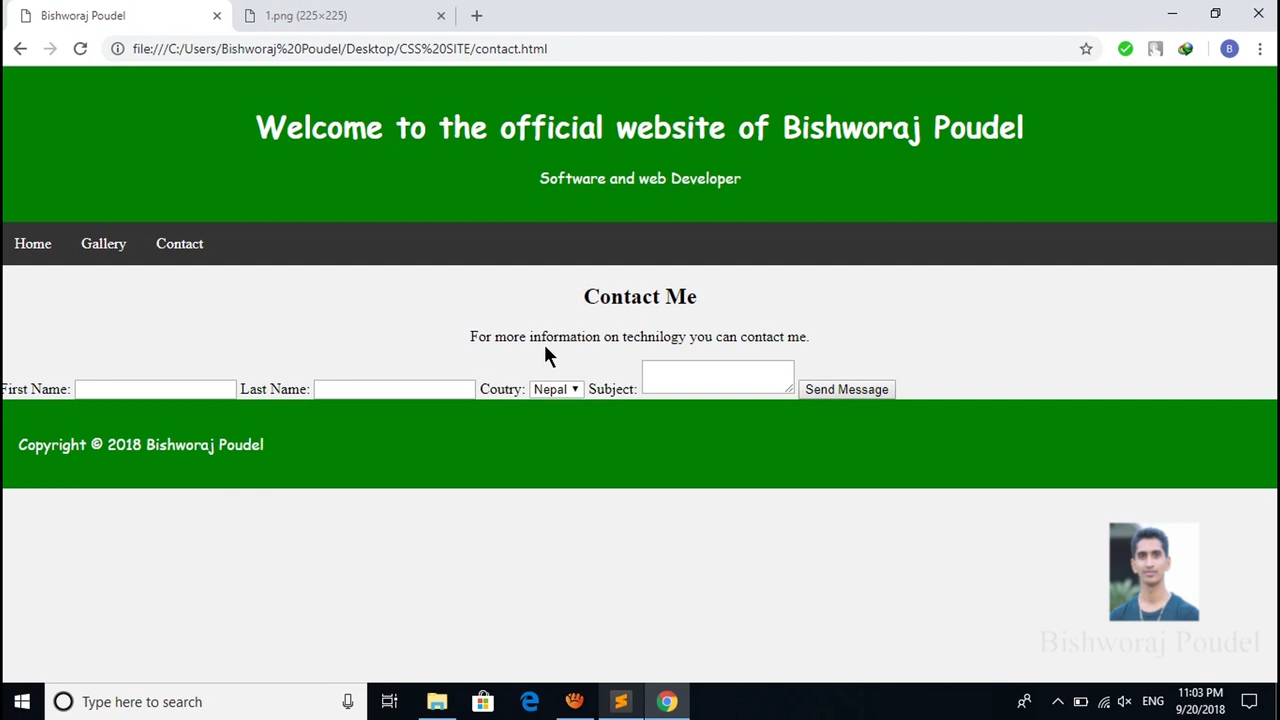 Bishworaj Poudel
1.png (225×225)
file:///C:/Users/Bishworaj%20Poudel/Desktop/CSS%20SITE/contact.html
B
Welcome to the official website of Bishworaj Poudel
Software and web Developer
Home Gallery Contact
Contact Me
For more information on technilogy you can contact me.
First Name: Last Name: Coutry: Nepal Subject: Send Message
Copyright © 2018 Bishworaj Poudel
Bishworaj Poudel
Type here to search
ENG
11:03 PM
9/20/2018